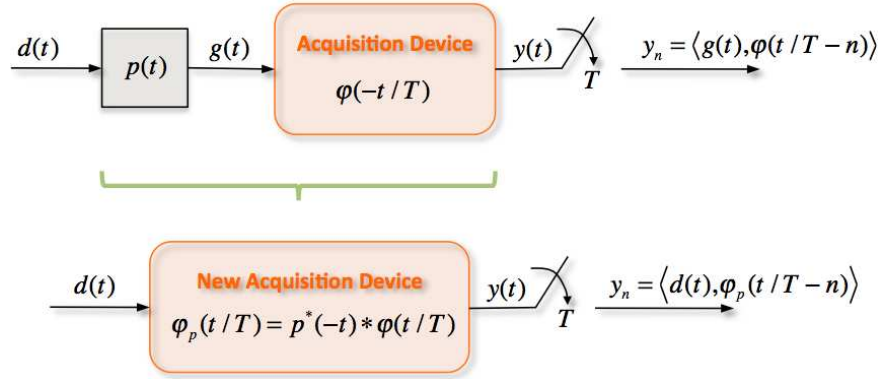 d(t) p(t) g(t) Acquisition Device φ(−t / T) y(t) T y_n = ⟨g(t),φ(t / T − n)⟩
d(t) New Acquisition Device φ_p(t / T) = p*(−t) * φ(t / T) y(t) T y_n = ⟨d(t),φ_p(t / T − n)⟩